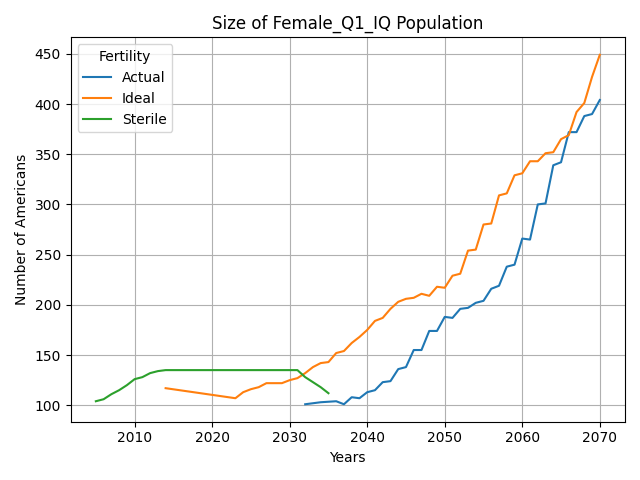 Size of Female_Q1_IQ Population
Fertility
Actual
Ideal
Sterile
Number of Americans
450
400
350
300
250
200
150
100
2010 2020 2030 2040 2050 2060 2070
Years